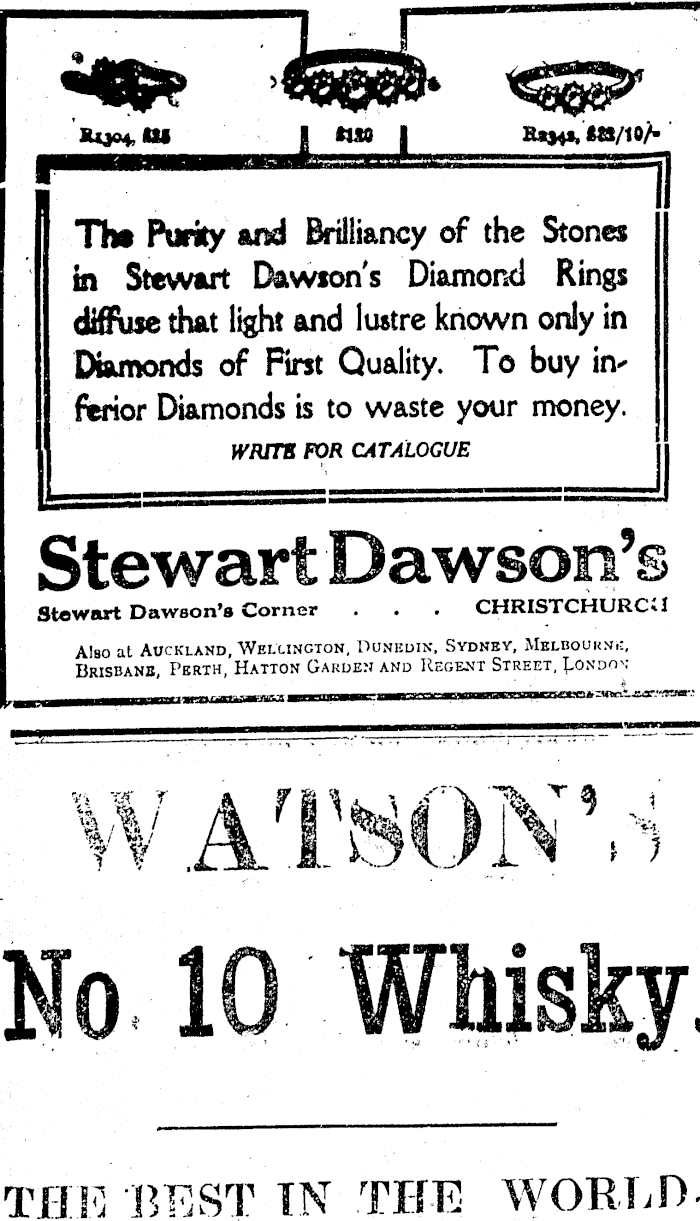 R1304, £25 £120 R2342, £22/10/-
The Purity and Brilliancy of the Stones
in Stewart Dawson's Diamond Rings
diffuse that light and lustre known only in
Diamonds of First Quality. To buy in-
ferior Diamonds is to waste your money.
WRITE FOR CATALOGUE
Stewart Dawson's
Stewart Dawson's Corner . . . CHRISTCHURCH
Also at AUCKLAND, WELLINGTON, DUNEDIN, SYDNEY, MELBOURNE,
BRISBANE, PERTH, HATTON GARDEN AND REGENT STREET, LONDON
WATSON'S
No. 10 Whisky.
THE BEST IN THE WORLD.